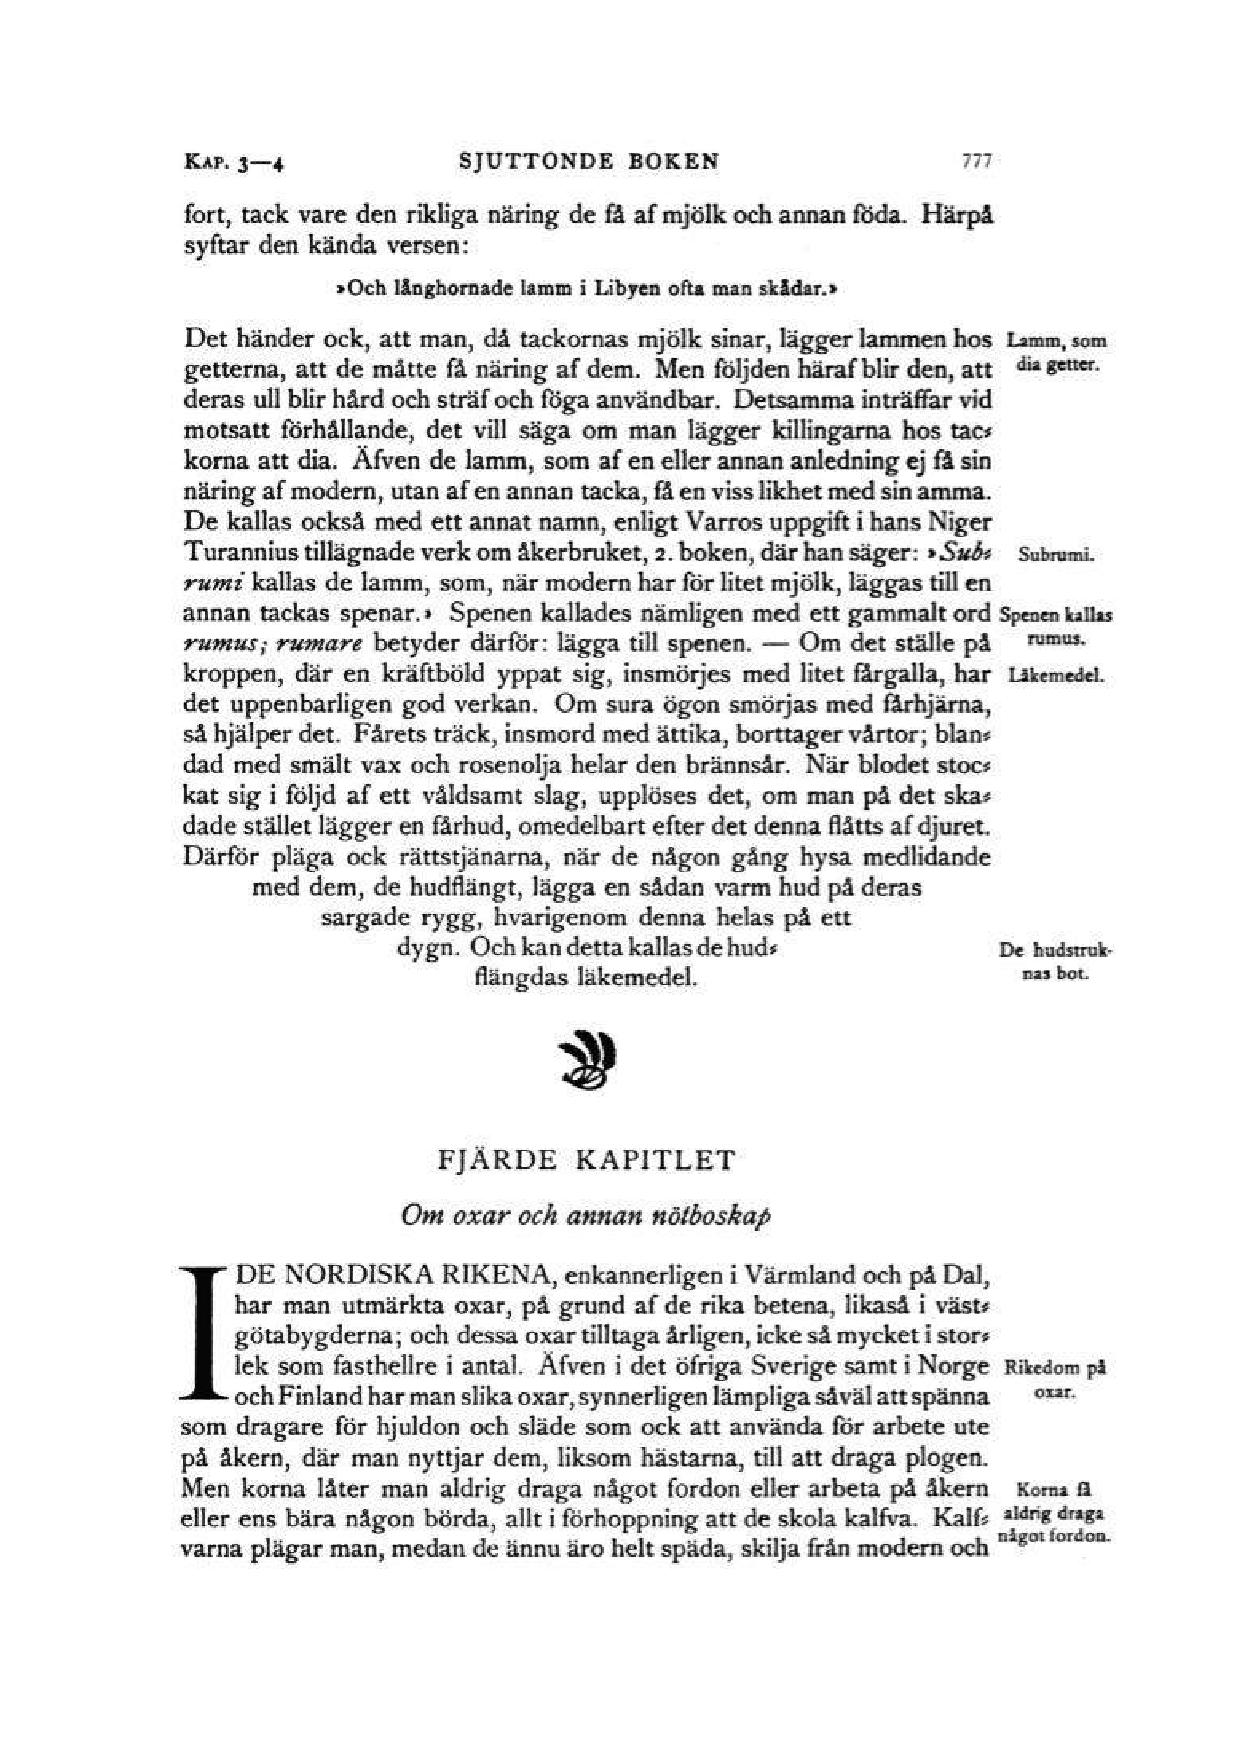 KAP. 3—4 SJUTTONDE BOKEN 777
fort, tack vare den rikliga näring de få af mjölk och annan föda. Härpå
syftar den kända versen:
»Och långhornade lamm i Libyen ofta man skådar.»
Det händer ock, att man, då tackornas mjölk sinar, lägger lammen hos
Lamm, som
getterna, att de måtte få näring af dem. Men följden häraf blir den, att
dia getter.
deras ull blir hård och sträf och föga användbar. Detsamma inträffar vid
motsatt förhållande, det vill säga om man lägger killingarna hos tac⸗
korna att dia. Äfven de lamm, som af en eller annan anledning ej få sin
näring af modern, utan af en annan tacka, få en viss likhet med sin amma.
De kallas också med ett annat namn, enligt Varros uppgift i hans Niger
Turannius tillägnade verk om åkerbruket, 2. boken, där han säger: »Sub⸗
Subrumi.
rumi kallas de lamm, som, när modern har för litet mjölk, läggas till en
annan tackas spenar.» Spenen kallades nämligen med ett gammalt ord
Spenen kallas
rumus; rumare betyder därför: lägga till spenen. — Om det ställe på
rumus.
kroppen, där en kräftböld yppat sig, insmörjes med litet fårgalla, har
Läkemedel.
det uppenbarligen god verkan. Om sura ögon smörjas med fårhjärna,
så hjälper det. Fårets träck, insmord med ättika, borttager vårtor; blan⸗
dad med smält vax och rosenolja helar den brännsår. När blodet stoc⸗
kat sig i följd af ett våldsamt slag, upplöses det, om man på det ska⸗
dade stället lägger en fårhud, omedelbart efter det denna flåtts af djuret.
Därför pläga ock rättstjänarna, när de någon gång hysa medlidande
med dem, de hudflängt, lägga en sådan varm hud på deras
sargade rygg, hvarigenom denna helas på ett
dygn. Och kan detta kallas de hud⸗
De hudstruk-
flängdas läkemedel.
nas bot.
FJÄRDE KAPITLET
Om oxar och annan nötboskap
I DE NORDISKA RIKENA, enkannerligen i Värmland och på Dal,
har man utmärkta oxar, på grund af de rika betena, likaså i väst⸗
götabygderna; och dessa oxar tilltaga årligen, icke så mycket i stor⸗
lek som fasthellre i antal. Äfven i det öfriga Sverige samt i Norge
Rikedom på
och Finland har man slika oxar, synnerligen lämpliga såväl att spänna
oxar.
som dragare för hjuldon och släde som ock att använda för arbete ute
på åkern, där man nyttjar dem, liksom hästarna, till att draga plogen.
Men korna låter man aldrig draga något fordon eller arbeta på åkern
Korna få
eller ens bära någon börda, allt i förhoppning att de skola kalfva. Kalf⸗
aldrig draga
varna plägar man, medan de ännu äro helt späda, skilja från modern och
något fordon.